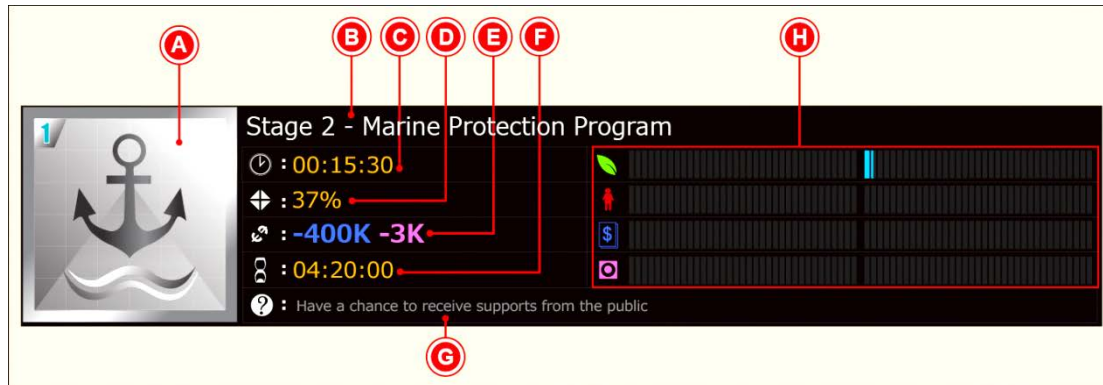 A
B
C
D
E
F
H
1
Stage 2 - Marine Protection Program
: 00:15:30
: 37%
: -400K -3K
: 04:20:00
? : Have a chance to receive supports from the public
$
G